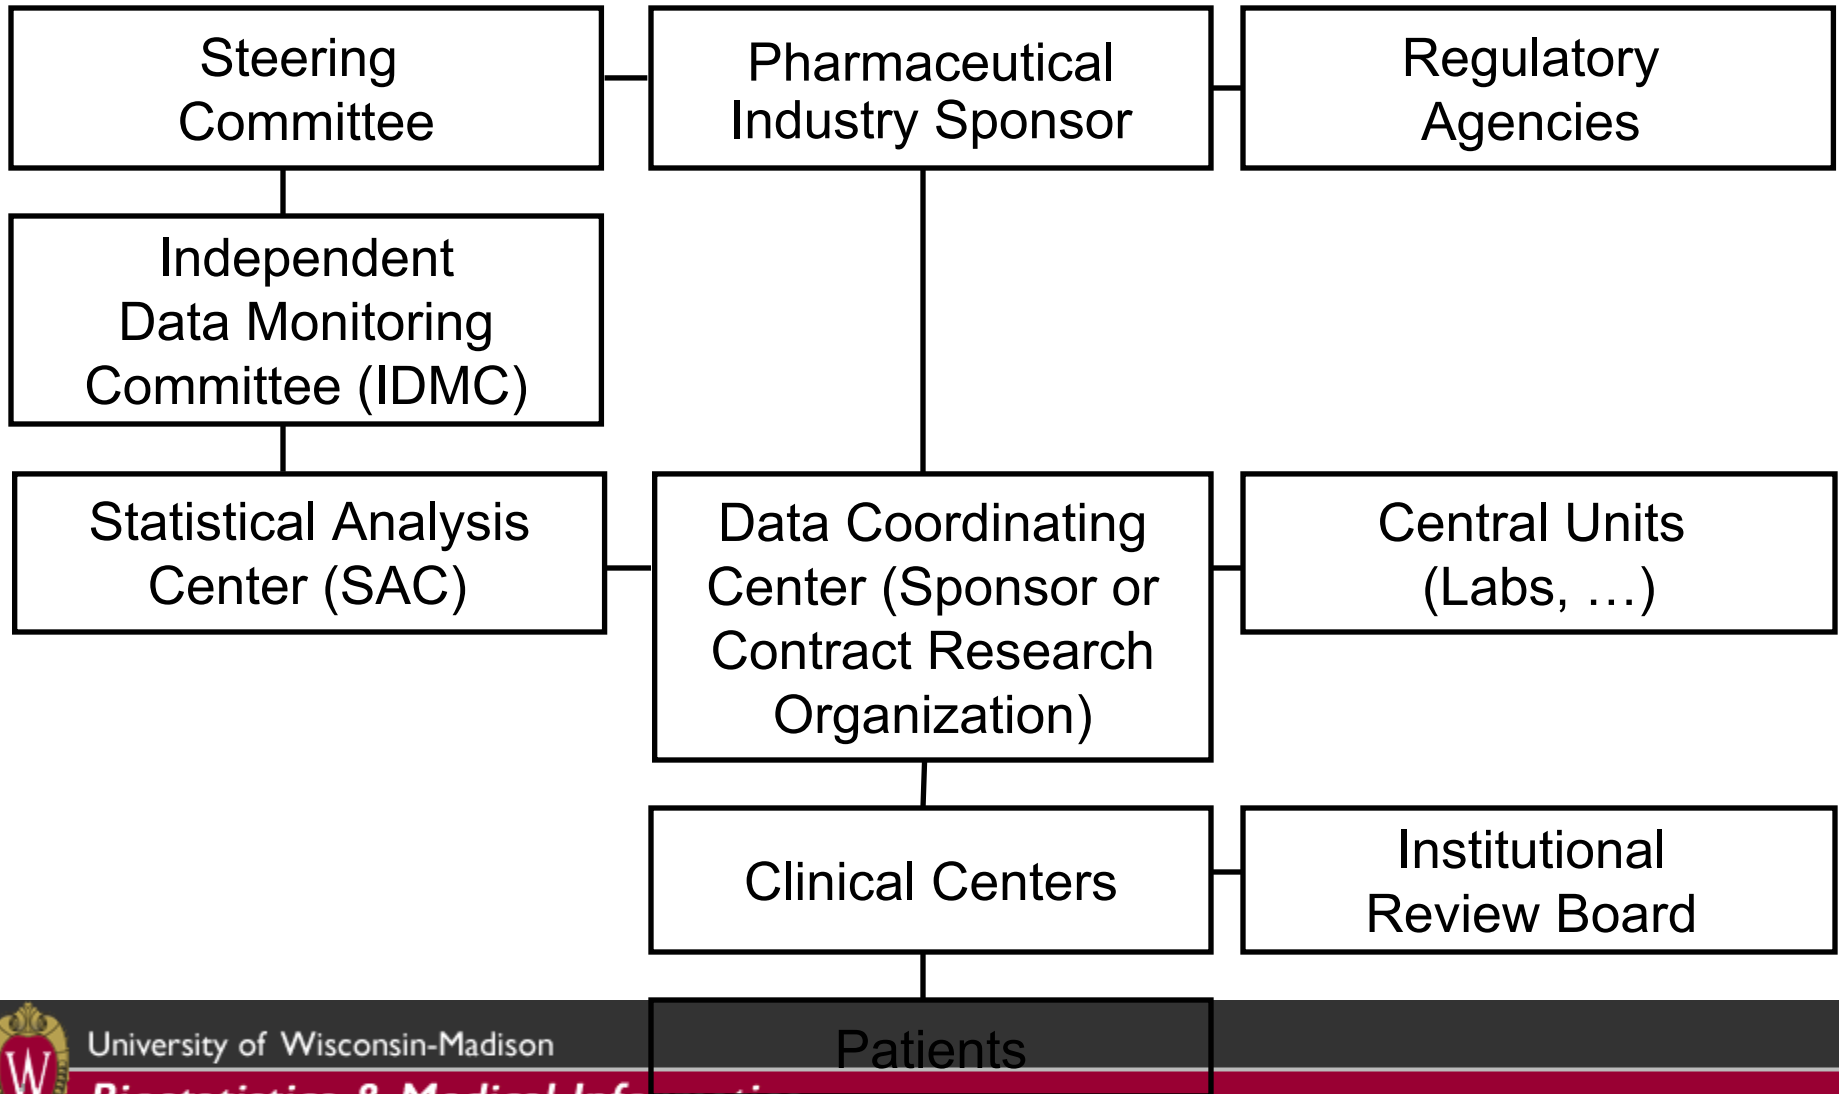 Steering
Committee
Pharmaceutical
Industry Sponsor
Regulatory
Agencies
Independent
Data Monitoring
Committee (IDMC)
Statistical Analysis
Center (SAC)
Data Coordinating
Center (Sponsor or
Contract Research
Organization)
Central Units
(Labs, …)
Clinical Centers
Institutional
Review Board
Patients
W
University of Wisconsin-Madison